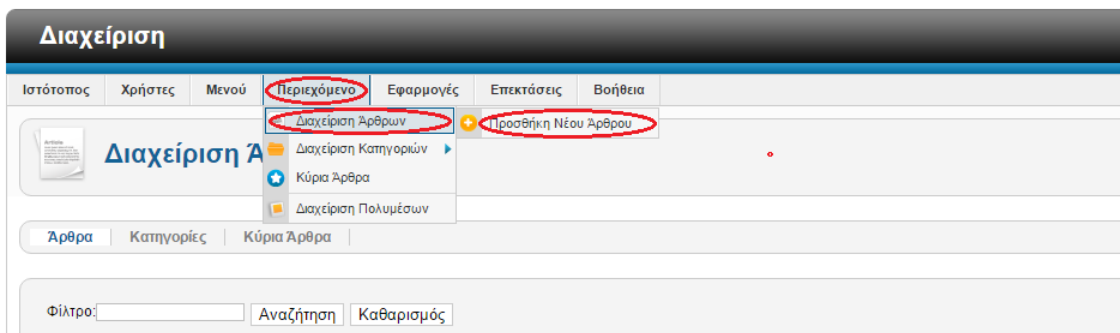 Διαχείριση
Ιστότοπος Χρήστες Μενού Περιεχόμενο Εφαρμογές Επεκτάσεις Βοήθεια
Διαχείριση Άρθρων Προσθήκη Νέου Άρθρου
Διαχείριση Ά
Διαχείριση Κατηγοριών
Κύρια Άρθρα
Διαχείριση Πολυμέσων
Άρθρα Κατηγορίες Κύρια Άρθρα
Φίλτρο: Αναζήτηση Καθαρισμός